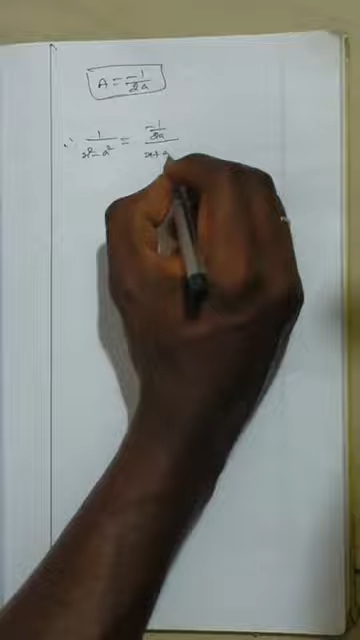 A = -1/2a
∴ 1/(x² - a²) = (-1/2a)/(x + a